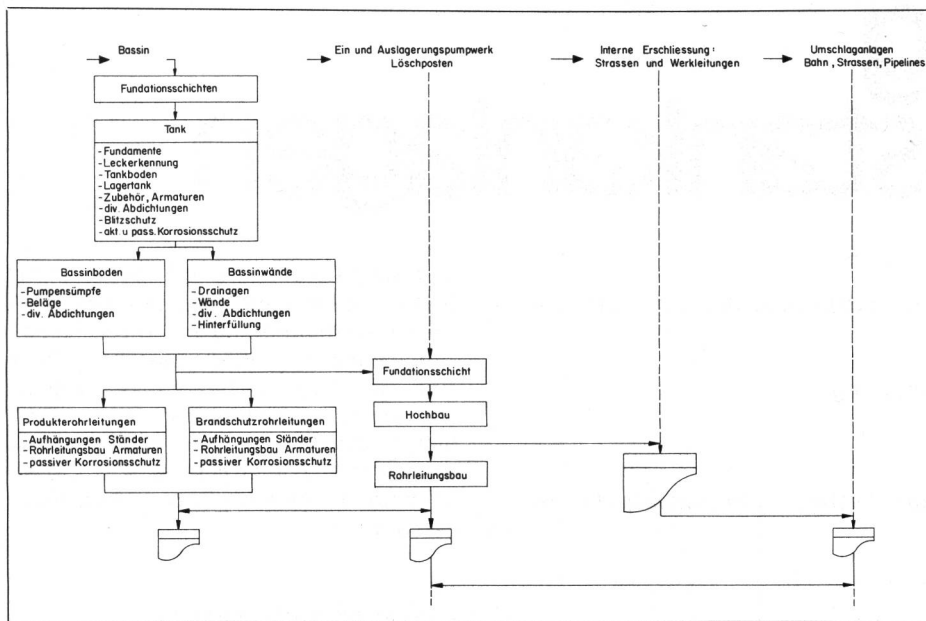 Bassin
Ein und Auslagerungspumpwerk
Löschposten
Interne Erschliessung:
Strassen und Werkleitungen
Umschlaganlagen
Bahn, Strassen, Pipelines
Fundationsschichten
Tank
- Fundamente
- Leckerkennung
- Tankboden
- Lagertank
- Zubehör, Armaturen
- div. Abdichtungen
- Blitzschutz
- akt. u pass. Korrosionsschutz
Bassinboden
- Pumpensümpfe
- Beläge
- div. Abdichtungen
Bassinwände
- Drainagen
- Wände
- div. Abdichtungen
- Hinterfüllung
Fundationsschicht
Hochbau
Rohrleitungsbau
Produkterohrleitungen
- Aufhängungen Ständer
- Rohrleitungsbau Armaturen
- passiver Korrosionsschutz
Brandschutzrohrleitungen
- Aufhängungen Ständer
- Rohrleitungsbau Armaturen
- passiver Korrosionsschutz